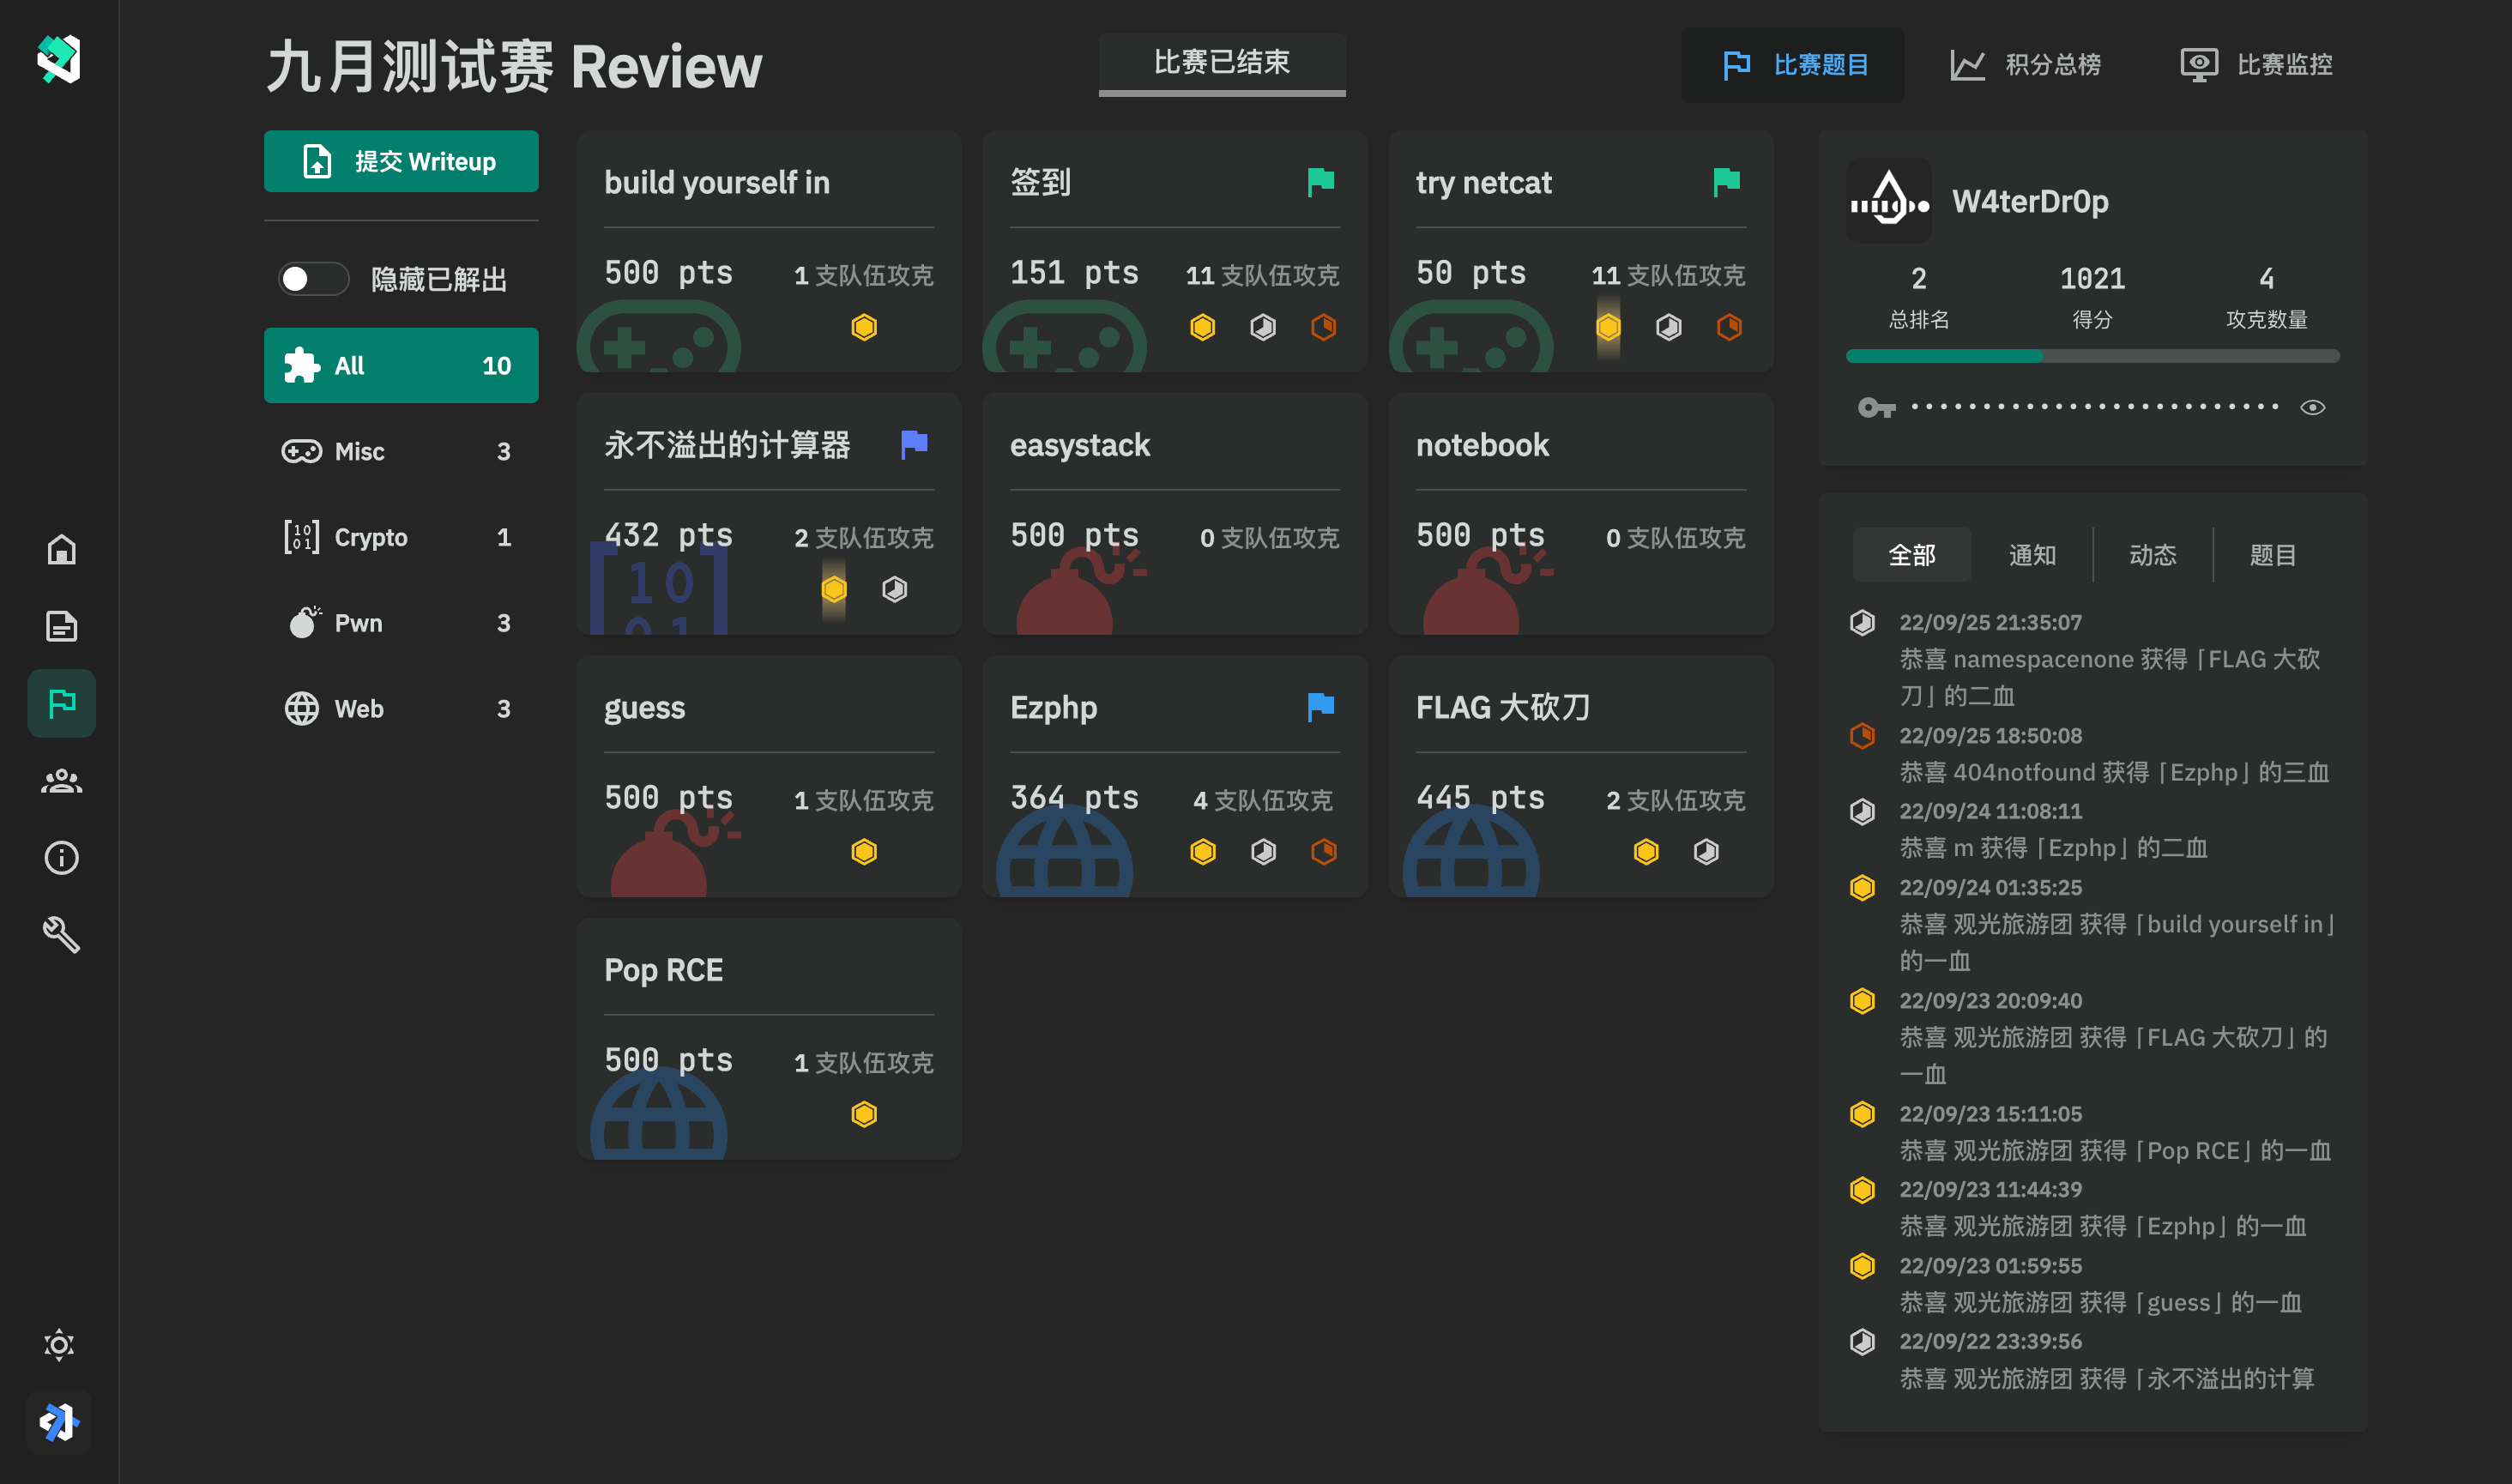 九月测试赛 Review
比赛已结束
比赛题目
积分总榜
比赛监控
提交 Writeup
隐藏已解出
All 10
Misc 3
Crypto 1
Pwn 3
Web 3
build yourself in
500 pts
1 支队伍攻克
签到
151 pts
11 支队伍攻克
try netcat
50 pts
11 支队伍攻克
永不溢出的计算器
432 pts
2 支队伍攻克
easystack
500 pts
0 支队伍攻克
notebook
500 pts
0 支队伍攻克
guess
500 pts
1 支队伍攻克
Ezphp
364 pts
4 支队伍攻克
FLAG 大砍刀
445 pts
2 支队伍攻克
Pop RCE
500 pts
1 支队伍攻克
W4terDr0p
2 1021 4
总排名 得分 攻克数量
全部 通知 动态 题目
22/09/25 21:35:07
恭喜 namespacenone 获得「FLAG 大砍
刀」的二血
22/09/25 18:50:08
恭喜 404notfound 获得「Ezphp」的三血
22/09/24 11:08:11
恭喜 m 获得「Ezphp」的二血
22/09/24 01:35:25
恭喜 观光旅游团 获得「build yourself in」
的一血
22/09/23 20:09:40
恭喜 观光旅游团 获得「FLAG 大砍刀」的
一血
22/09/23 15:11:05
恭喜 观光旅游团 获得「Pop RCE」的一血
22/09/23 11:44:39
恭喜 观光旅游团 获得「Ezphp」的一血
22/09/23 01:59:55
恭喜 观光旅游团 获得「guess」的一血
22/09/22 23:39:56
恭喜 观光旅游团 获得「永不溢出的计算